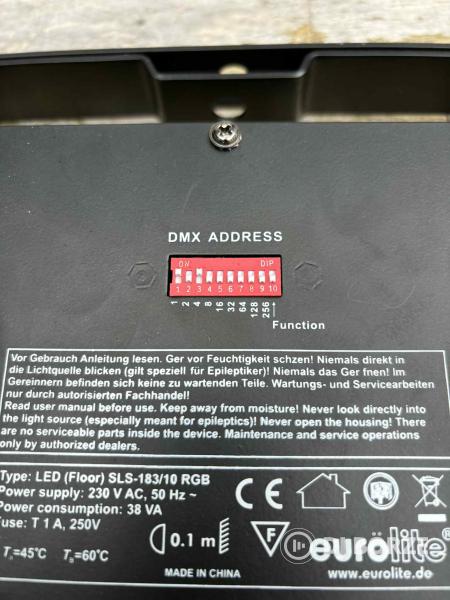 DMX ADDRESS
ON DIP
1 2 3 4 5 6 7 8 9 10
1 2 4 8 16 32 64 128 256
Function
Vor Gebrauch Anleitung lesen. Ger vor Feuchtigkeit schzen! Niemals direkt in
die Lichtquelle blicken (gilt speziell für Epileptiker)! Niemals das Ger fnen! Im
Gereinnern befinden sich keine zu wartenden Teile. Wartungs- und Servicearbeiten
nur durch autorisierten Fachhandel!
Read user manual before use. Keep away from moisture! Never look directly into
the light source (especially meant for epileptics)! Never open the housing! There
are no serviceable parts inside the device. Maintenance and service operations
only by authorized dealers.
Type: LED (Floor) SLS-183/10 RGB
Power supply: 230 V AC, 50 Hz ~
Power consumption: 38 VA
Fuse: T 1 A, 250V
CE
0.1 m
F
eurolite®
Tₐ=45°C
=60°C
MADE IN CHINA
www.eurolite.de